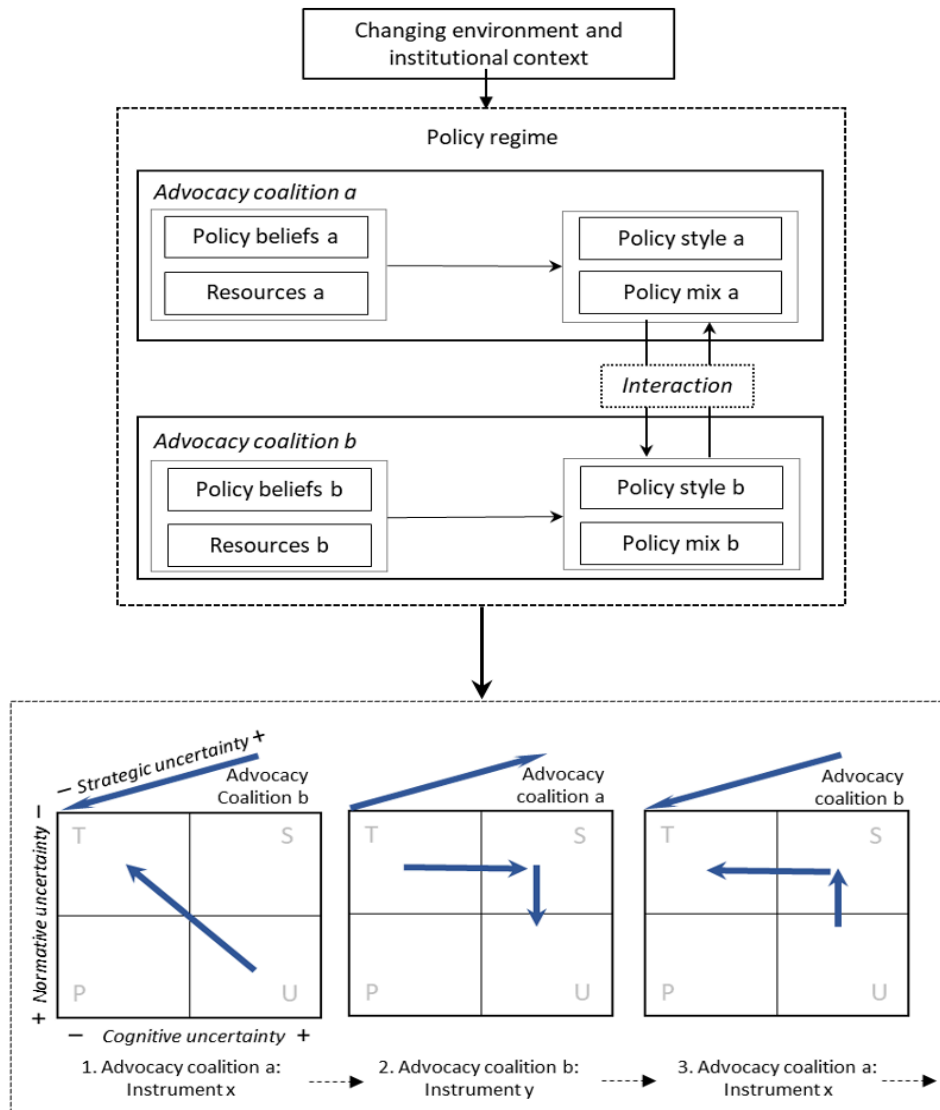 Changing environment and
institutional context
Policy regime
Advocacy coalition a
Policy beliefs a
Resources a
Policy style a
Policy mix a
Interaction
Advocacy coalition b
Policy beliefs b
Resources b
Policy style b
Policy mix b
− Strategic uncertainty +
Advocacy
Coalition b
− Normative uncertainty +
T
S
P
U
− Cognitive uncertainty +
1. Advocacy coalition a:
Instrument x
Advocacy
coalition a
T
S
P
U
2. Advocacy coalition b:
Instrument y
Advocacy
coalition b
T
S
P
U
3. Advocacy coalition a:
Instrument x